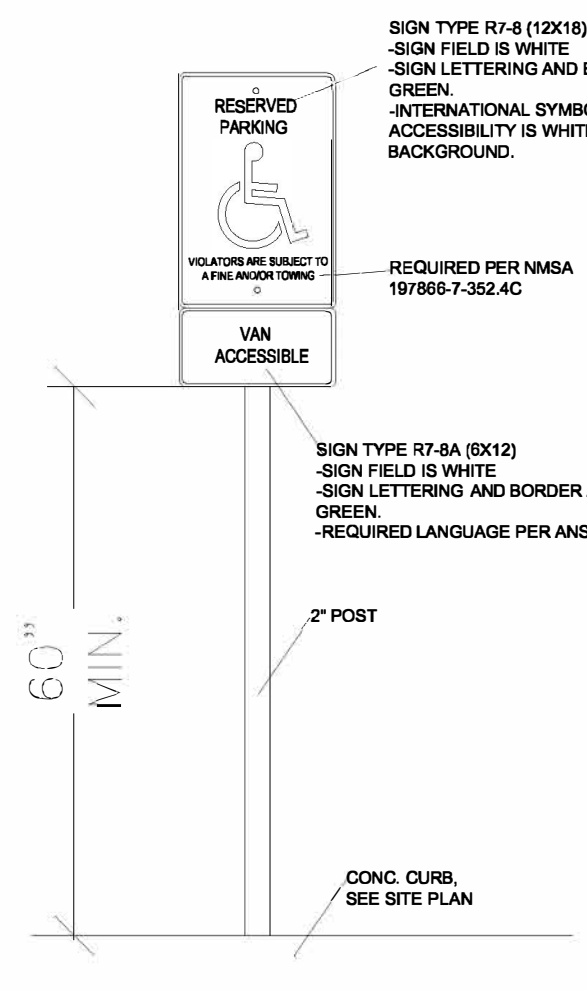 SIGN TYPE R7-8 (12X18)
-SIGN FIELD IS WHITE
-SIGN LETTERING AND
GREEN.
-INTERNATIONAL
ACCESSIBILITY IS
BACKGROUND.
RESERVED
PARKING
VIOLATORS ARE SUBJECT TO
A FINE AND/OR TOWING
REQUIRED PER NMSA
197866-7-352.4C
VAN
ACCESSIBLE
SIGN TYPE R7-8A (6X12)
-SIGN FIELD IS WHITE
-SIGN LETTERING AND BORDER
GREEN.
-REQUIRED LANGUAGE PER
2" POST
60"
MIN.
CONC. CURB,
SEE SITE PLAN